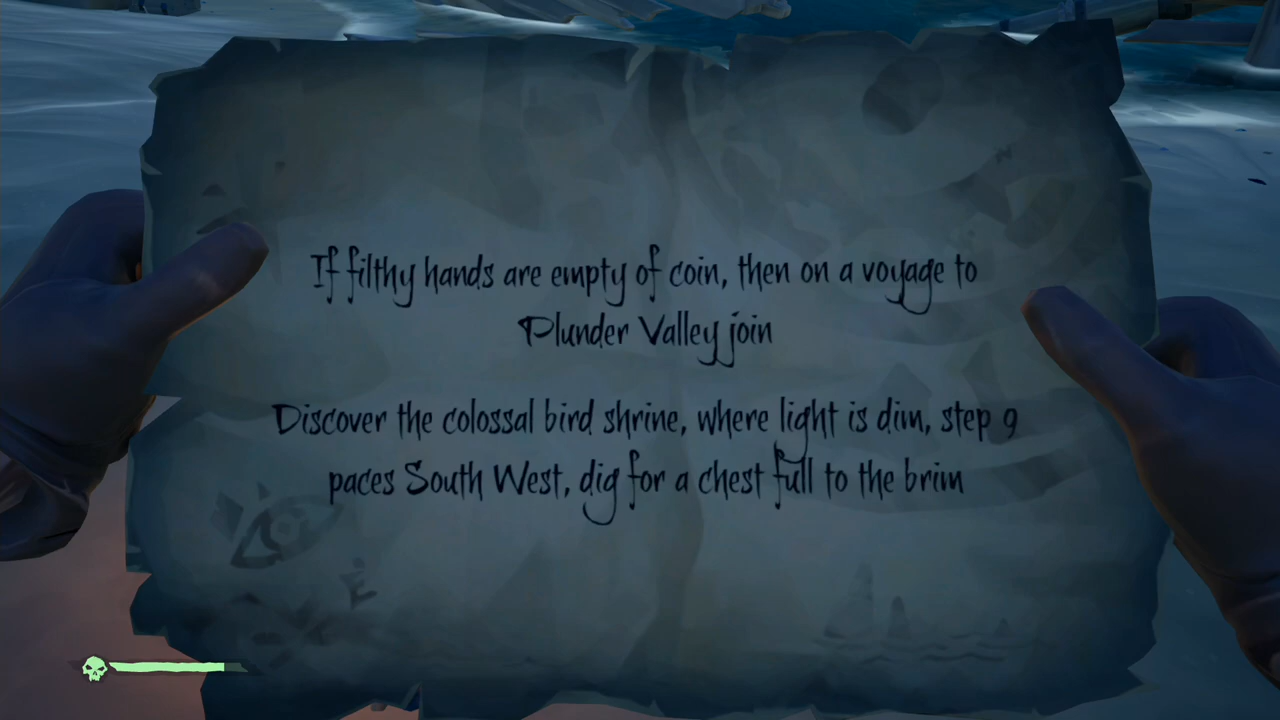 If filthy hands are empty of coin, then on a voyage to
Plunder Valley join
Discover the colossal bird shrine, where light is dim, step 9
paces South West, dig for a chest full to the brim